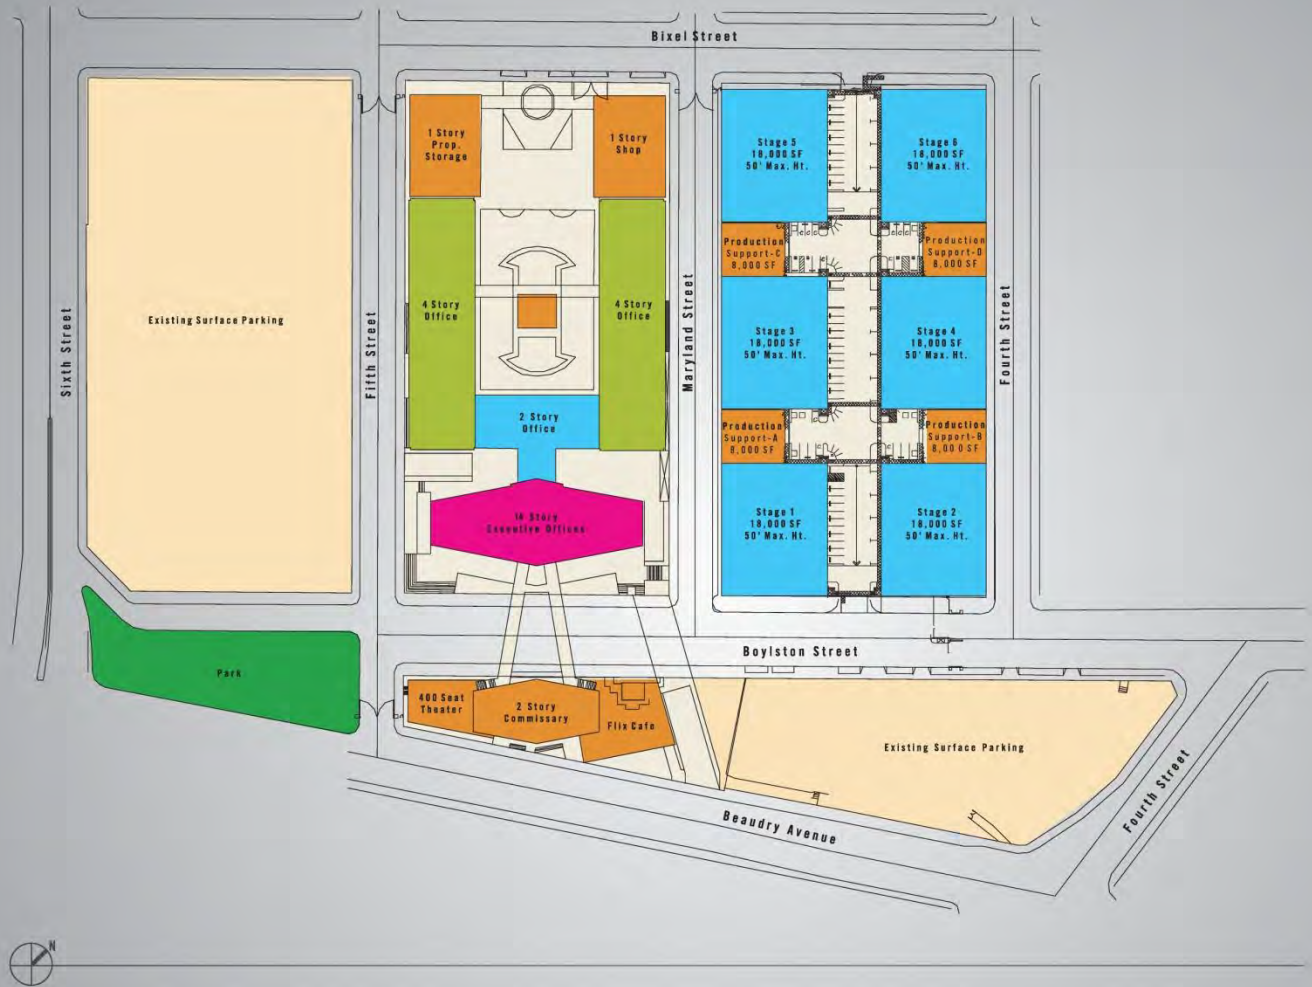 Bixel Street
1 Story
Prop.
Storage
1 Story
Shop
Stage 5
18,000 SF
50' Max. Ht.
Stage 6
18,000 SF
50' Max. Ht.
Production
Support-C
8,000 SF
Production
Support-D
8,000 SF
Sixth Street
Existing Surface Parking
Fifth Street
4 Story
Office
4 Story
Office
Maryland Street
Stage 3
18,000 SF
50' Max. Ht.
Stage 4
18,000 SF
50' Max. Ht.
Fourth Street
2 Story
Office
Production
Support-A
8,000 SF
Production
Support-B
8,000 SF
14 Story
Executive Offices
Stage 1
18,000 SF
50' Max. Ht.
Stage 2
18,000 SF
50' Max. Ht.
Boylston Street
Park
400 Seat
Theater
2 Story
Commissary
Flix Cafe
Existing Surface Parking
Fourth Street
Beaudry Avenue
N